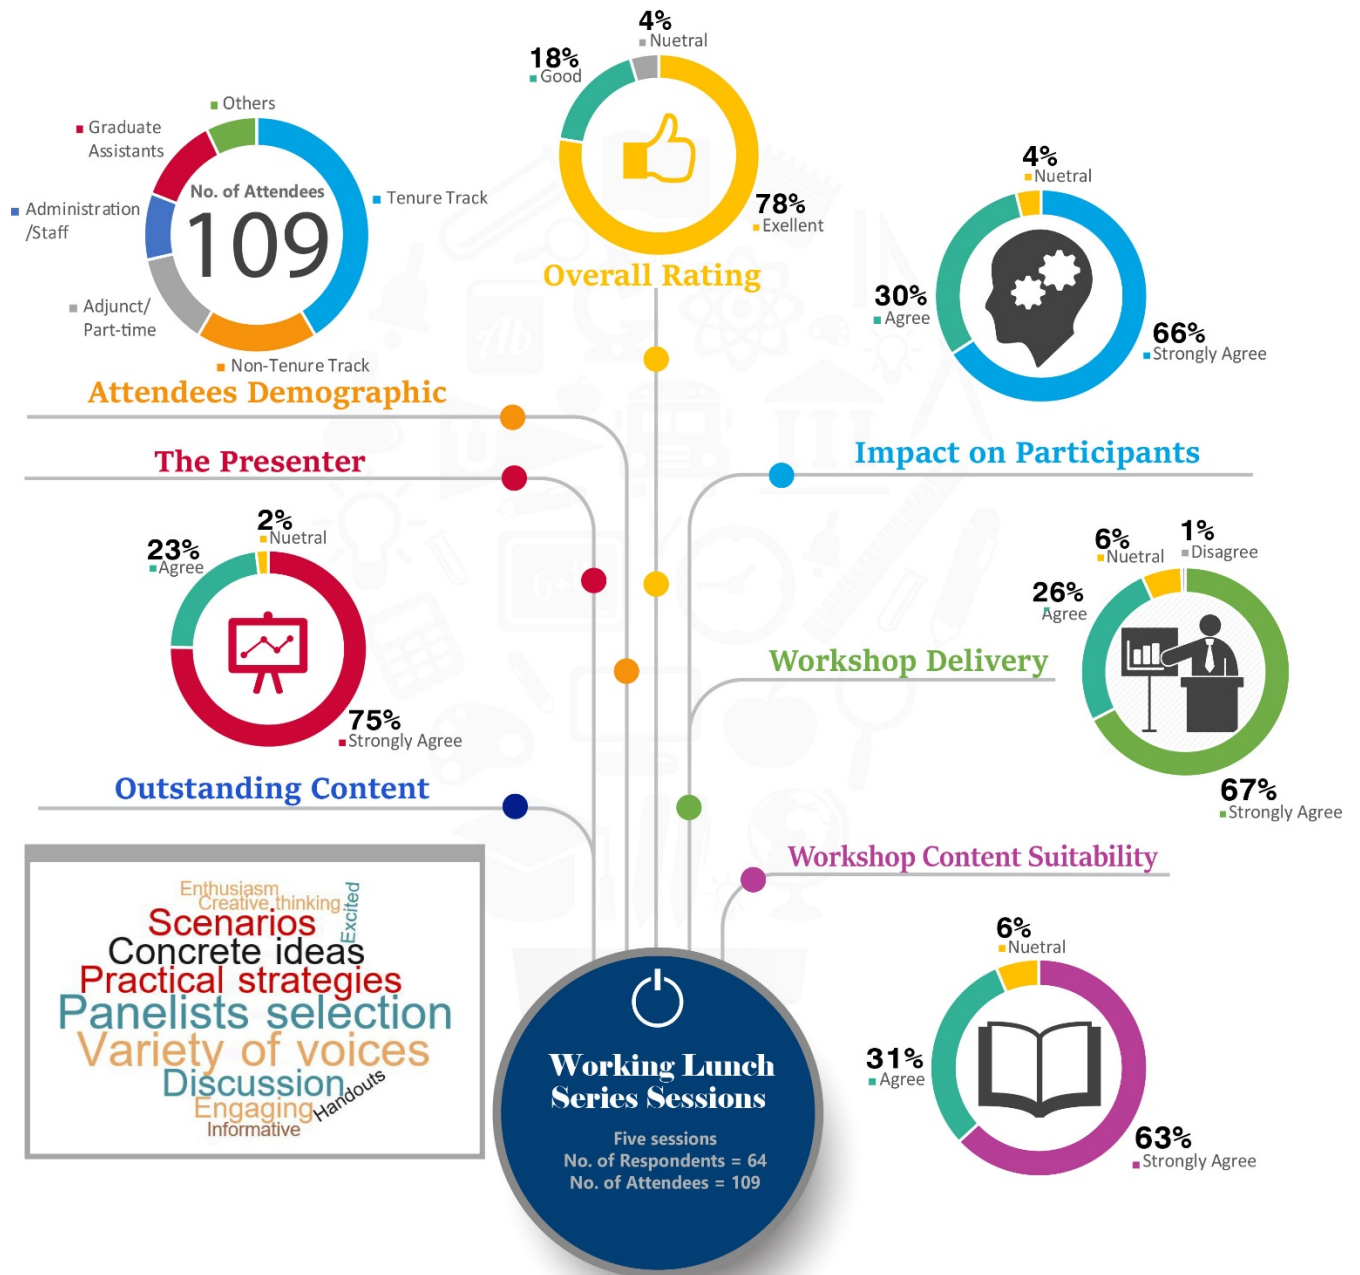 4%
Nuetral
18%
Good
78%
Exellent
Overall Rating
Others
Graduate
Assistants
Administration
/Staff
Adjunct/
Part-time
Non-Tenure Track
Tenure Track
No. of Attendees
109
Attendees Demographic
4%
Nuetral
30%
Agree
66%
Strongly Agree
Impact on Participants
The Presenter
2%
Nuetral
23%
Agree
75%
Strongly Agree
6%
Nuetral
1%
Disagree
26%
Agree
67%
Strongly Agree
Workshop Delivery
Outstanding Content
Enthusiasm
Creative thinking
Excited
Scenarios
Concrete ideas
Practical strategies
Panelists selection
Variety of voices
Discussion
Handouts
Engaging
Informative
Workshop Content Suitability
6%
Nuetral
31%
Agree
63%
Strongly Agree
Working Lunch
Series Sessions
Five sessions
No. of Respondents = 64
No. of Attendees = 109
Ab
U